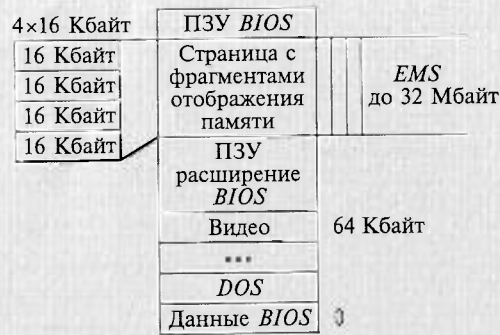 4×16 Кбайт
ПЗУ BIOS
16 Кбайт
16 Кбайт
16 Кбайт
16 Кбайт
Страница с
фрагментами
отображения
памяти
EMS
до 32 Мбайт
ПЗУ
расширение
BIOS
Видео
64 Кбайт
...
DOS
Данные BIOS
0